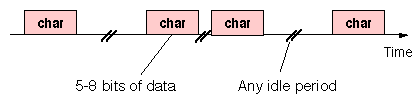 char char char char
Time
5-8 bits of data Any idle period